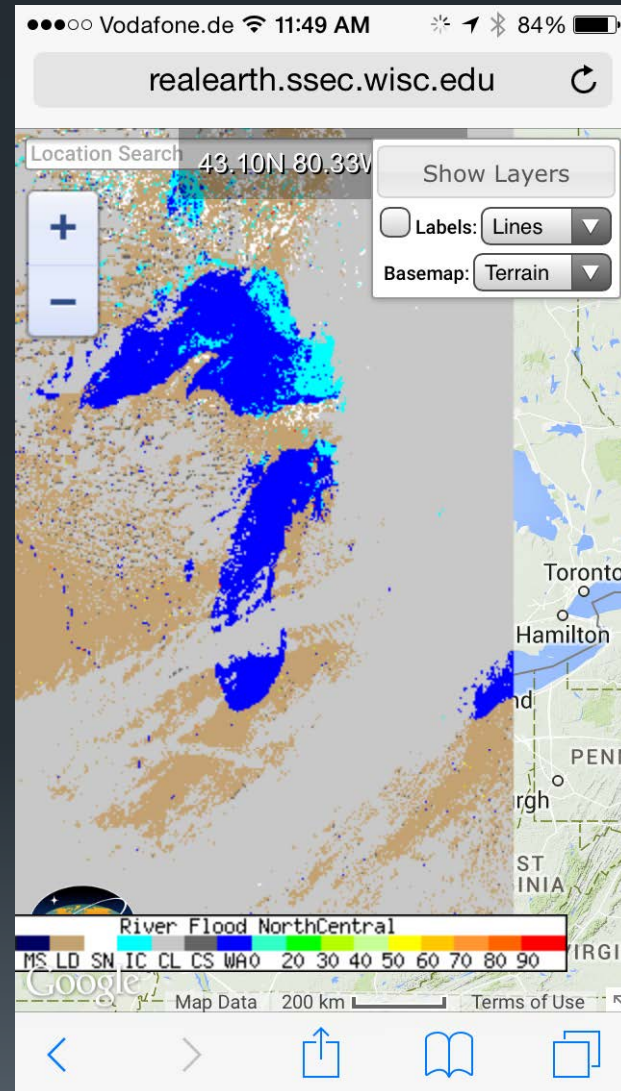 Vodafone.de 11:49 AM 84%
realearth.ssec.wisc.edu
Location Search
43.10N 80.33W
Show Layers
Labels: Lines
Basemap: Terrain
Toronto
Hamilton
nd
PENN
rgh
ST
INIA
VIRGI
River Flood NorthCentral
MS LD SN IC CL CS WA0 20 30 40 50 60 70 80 90
Google
Map Data 200 km Terms of Use